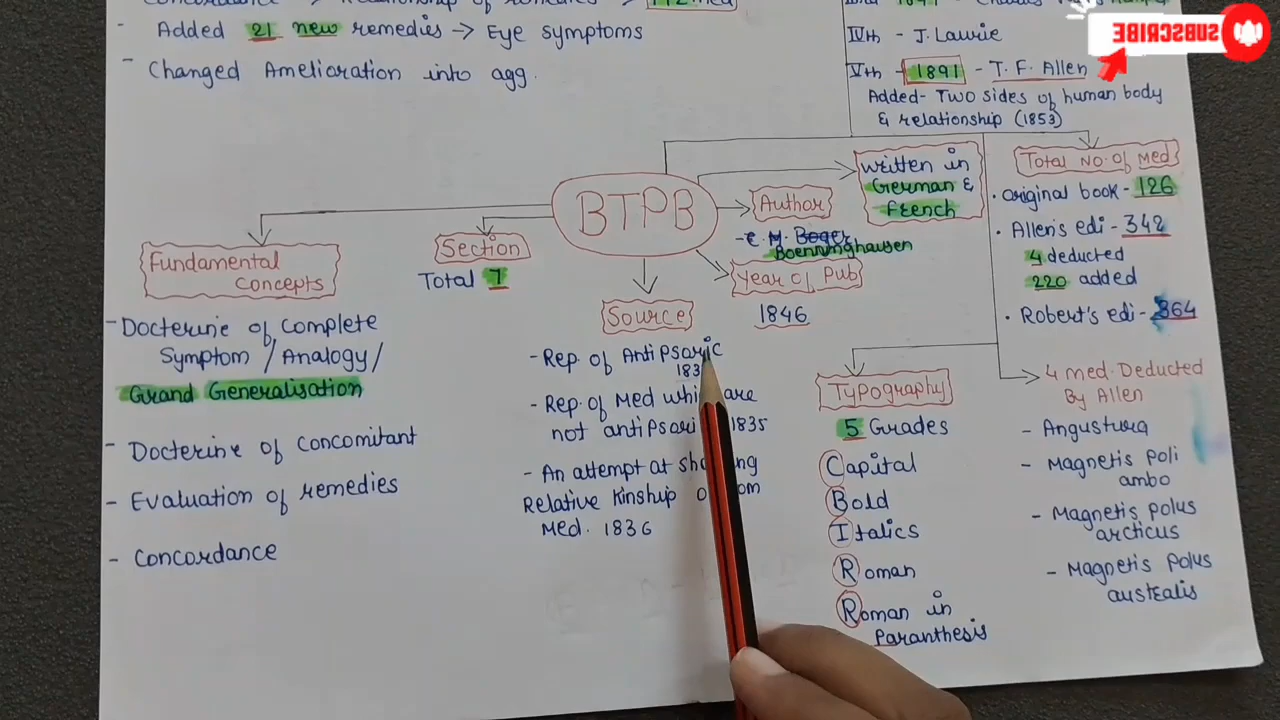 Added 21 new remedies → Eye symptoms
- Changed Amelioration into agg.
IVth - J. Laurie
Vth - 1891 - T. F. Allen
Added- Two sides of human body
& relationship (1853)
SUBSCRIBE
BTPB
Fundamental
concepts
- Docterine of complete
Symptom / Analogy /
Grand Generalisation
- Docterine of concomitant
- Evaluation of remedies
- Concordance
Section
Total 7
Source
- Rep. of Antipsoric
- Rep. of Med which are
not antipsoric 1835
- An attempt at showing
Relative Kinship of Hom
Med. 1836
Author
- C. M. Boger
Boenninghausen
Year of Pub
1846
Written in
German &
French
Total No. of Med
• original book - 126
• Allen's edi - 342
4 deducted
220 added
• Robert's edi - 364
Typography
5 Grades
Capital
Bold
Italics
Roman
Roman in
Paranthesis
4 med. Deducted
By Allen
- Angustura
- Magnetis poli
ambo
- Magnetis polus
arcticus
- Magnetis Polus
australis